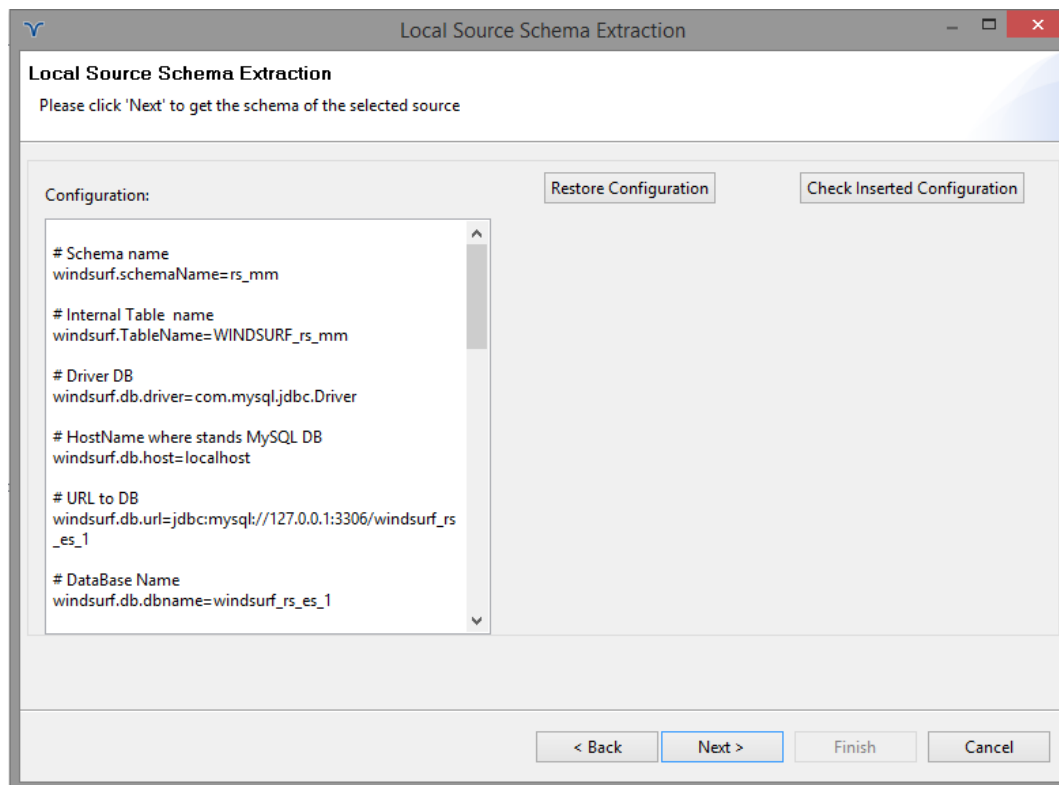 Local Source Schema Extraction
Local Source Schema Extraction
Please click 'Next' to get the schema of the selected source
Configuration:
Restore Configuration
Check Inserted Configuration
# Schema name
windsurf.schemaName=rs_mm
# Internal Table  name
windsurf.TableName=WINDSURF_rs_mm
# Driver DB
windsurf.db.driver=com.mysql.jdbc.Driver
# HostName where stands MySQL DB
windsurf.db.host=localhost
# URL to DB
windsurf.db.url=jdbc:mysql://127.0.0.1:3306/windsurf_rs
_es_1
# DataBase Name
windsurf.db.dbname=windsurf_rs_es_1
< Back
Next >
Finish
Cancel